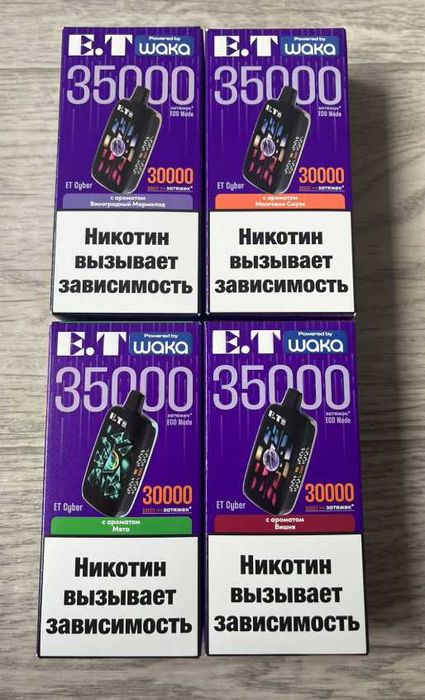 E.T
Powered by
WAKA
35000
затяжек*
ECO Mode
ET Cyber
30000
затяжек*
с ароматом
Виноградный Мармелад
Никотин
вызывает
зависимость
E.T
Powered by
WAKA
35000
затяжек*
ECO Mode
ET Cyber
30000
затяжек*
с ароматом
Манговое Смузи
Никотин
вызывает
зависимость
E.T
Powered by
WAKA
35000
затяжек*
ECO Mode
ET Cyber
30000
затяжек*
с ароматом
Мята
Никотин
вызывает
зависимость
E.T
Powered by
WAKA
35000
затяжек*
ECO Mode
ET Cyber
30000
затяжек*
с ароматом
Вишня
Никотин
вызывает
зависимость